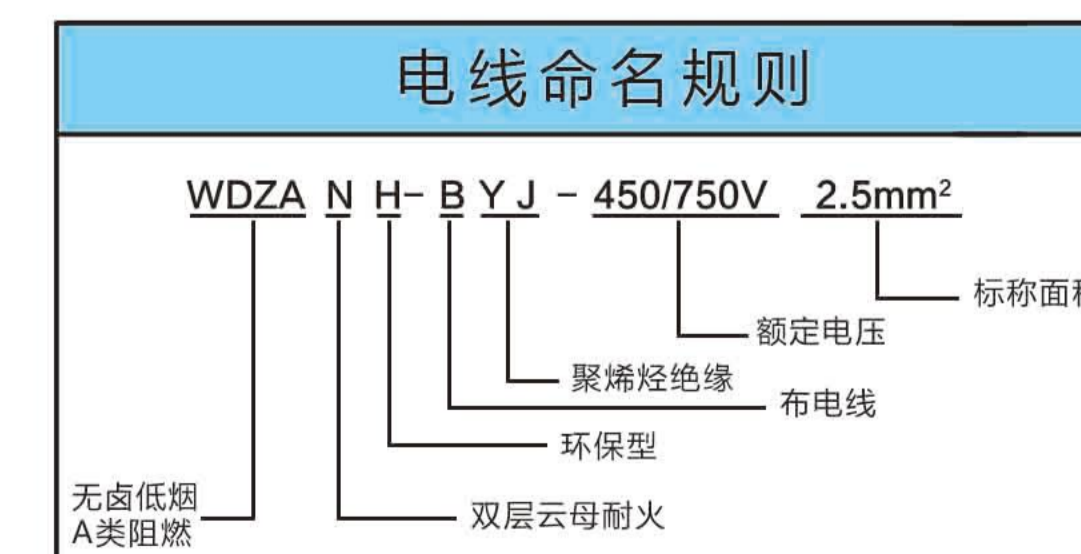 电线命名规则
WDZA N H- B Y J - 450/750V 2.5mm²
标称面
额定电压
聚烯烃绝缘
布电线
环保型
无卤低烟
A类阻燃
双层云母耐火